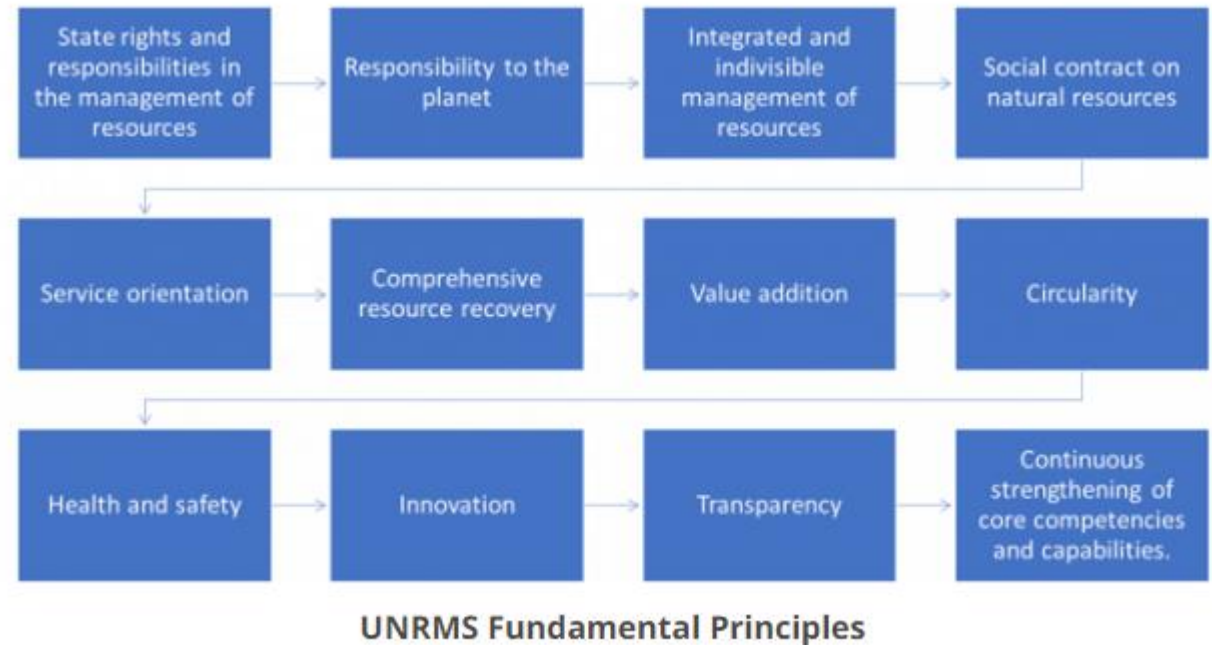 State rights and
responsibilities in
the management of
resources
Responsibility to the
planet
Integrated and
indivisible
management of
resources
Social contract on
natural resources
Service orientation
Comprehensive
resource recovery
Value addition
Circularity
Health and safety
Innovation
Transparency
Continuous
strengthening of
core competencies
and capabilities.
UNRMS Fundamental Principles